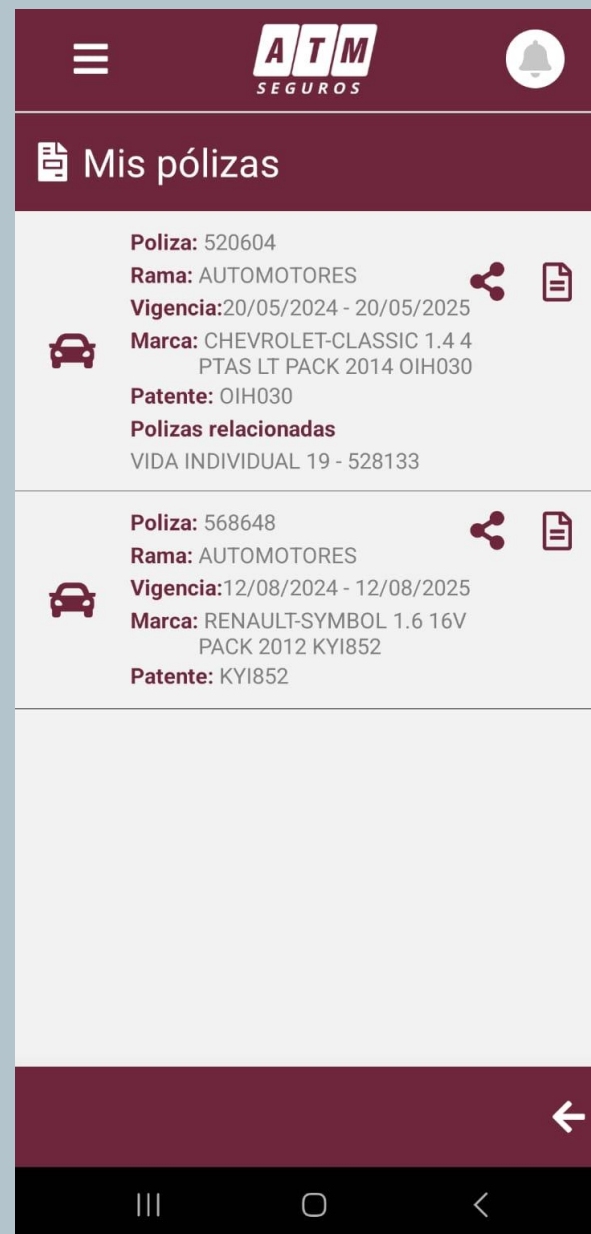 ATM
SEGUROS
Mis pólizas
Poliza: 520604
Rama: AUTOMOTORES
Vigencia:20/05/2024 - 20/05/2025
Marca: CHEVROLET-CLASSIC 1.4 4
PTAS LT PACK 2014 OIH030
Patente: OIH030
Polizas relacionadas
VIDA INDIVIDUAL 19 - 528133
Poliza: 568648
Rama: AUTOMOTORES
Vigencia:12/08/2024 - 12/08/2025
Marca: RENAULT-SYMBOL 1.6 16V
PACK 2012 KYI852
Patente: KYI852